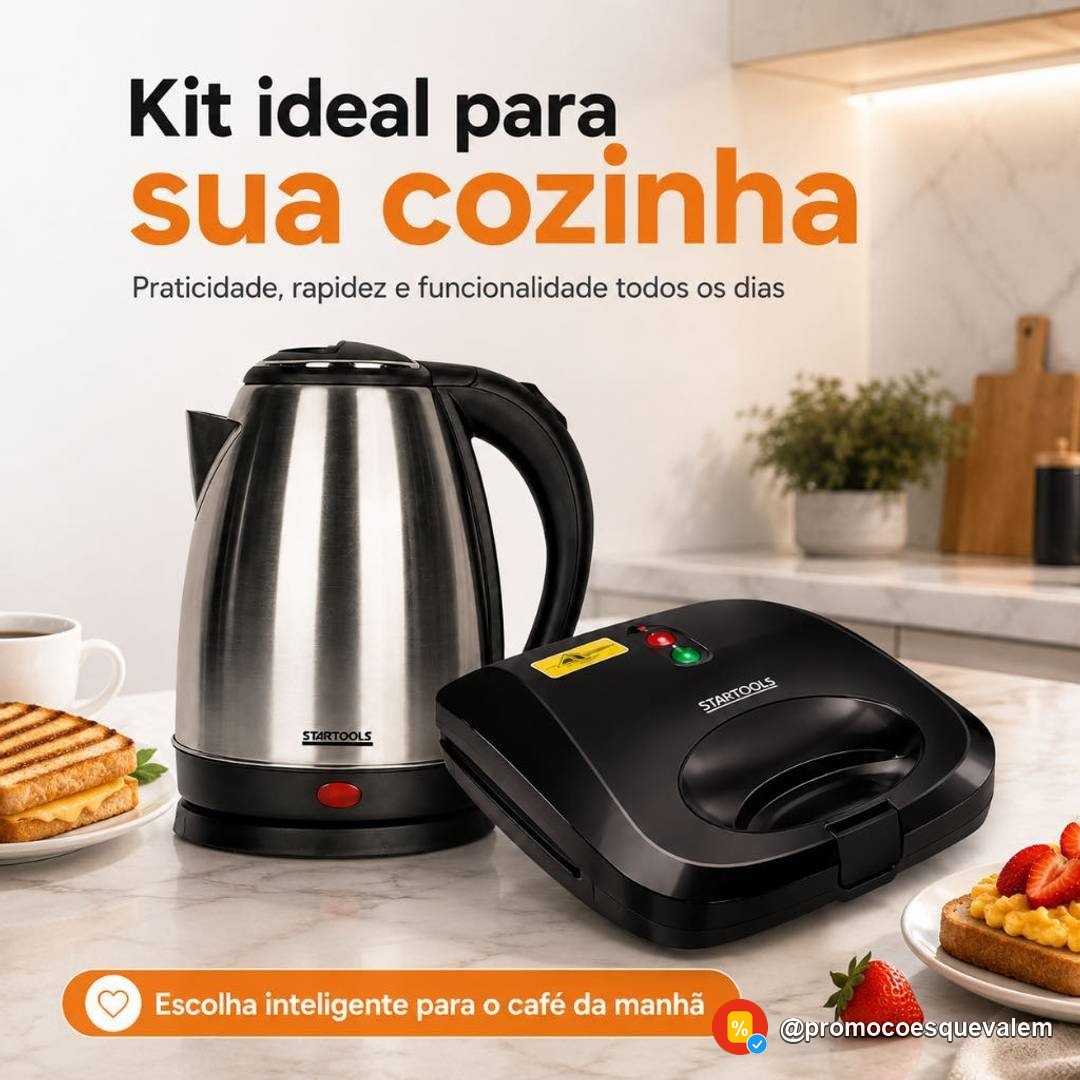 Kit ideal para
sua cozinha
Praticidade, rapidez e funcionalidade todos os dias
STARTOOLS
STARTOOLS
Escolha inteligente para o café da manhã
%
@promocoesquevalem